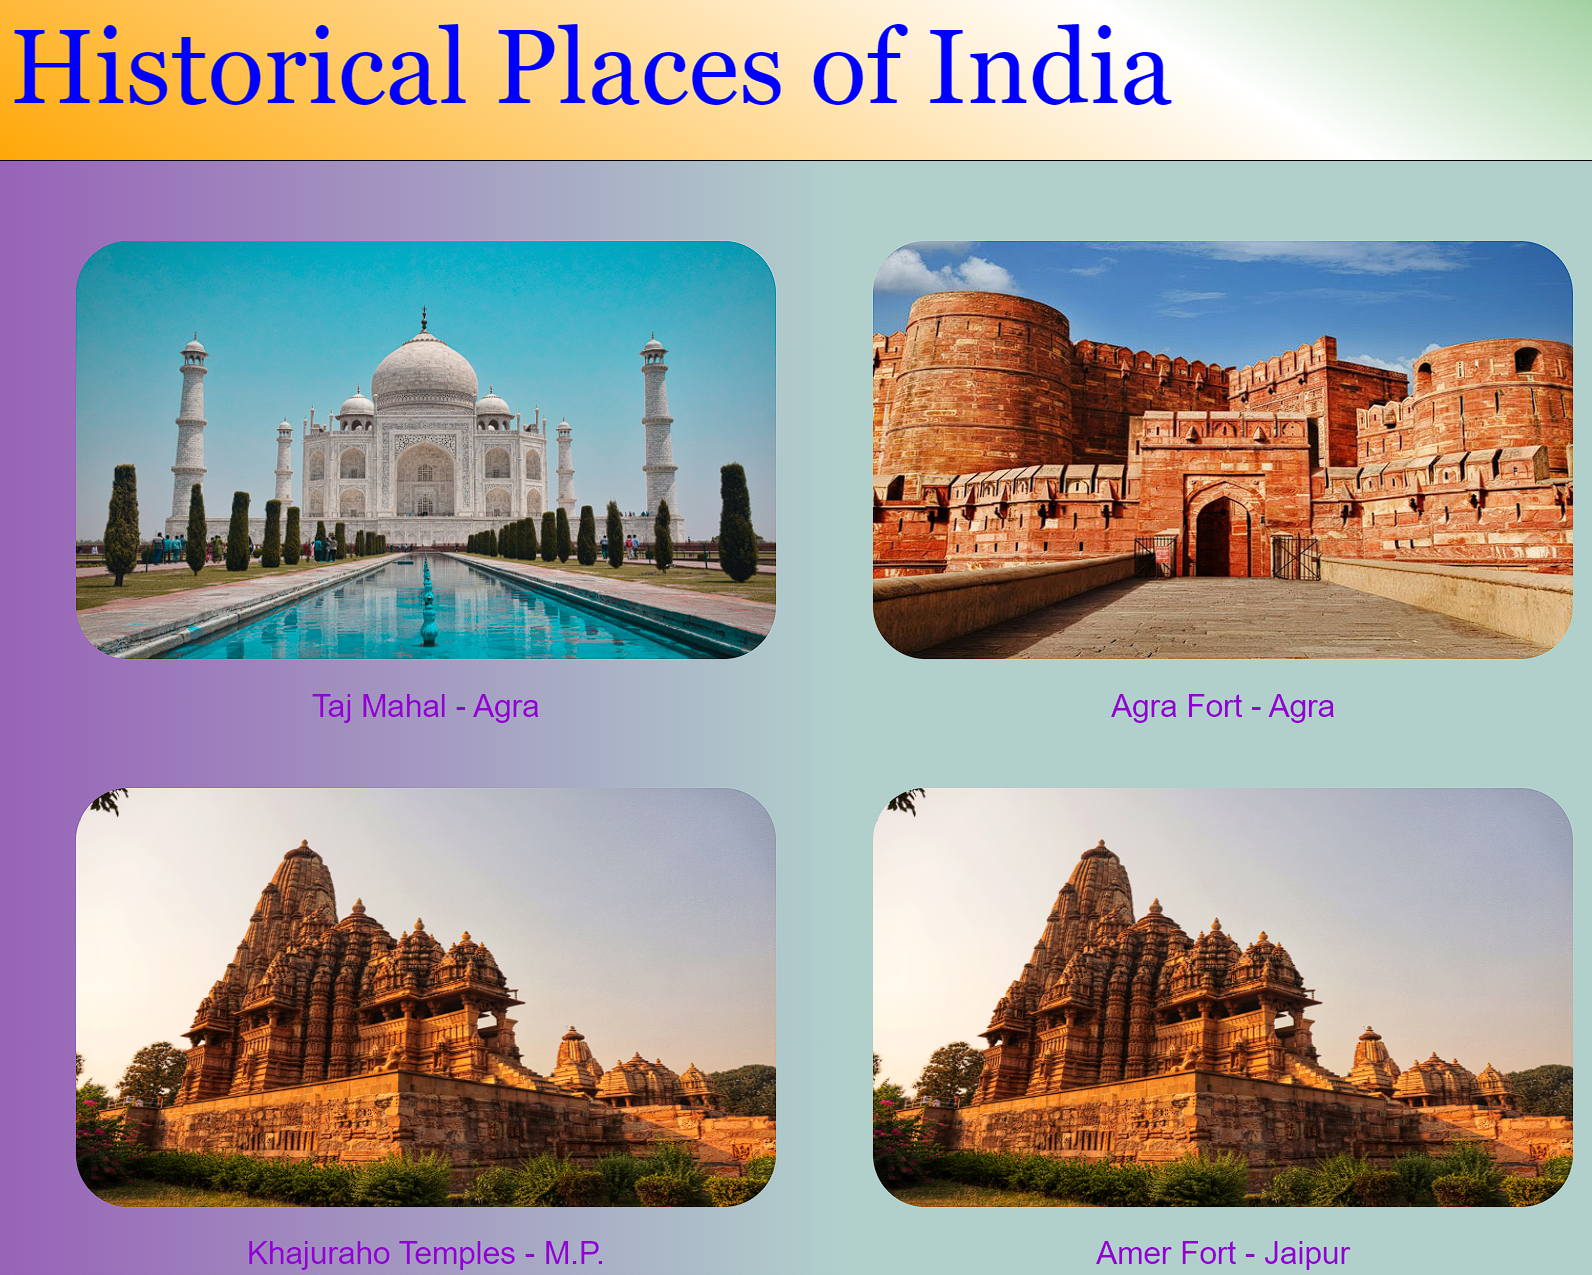 Historical Places of India
Taj Mahal - Agra
Agra Fort - Agra
Khajuraho Temples - M.P.
Amer Fort - Jaipur